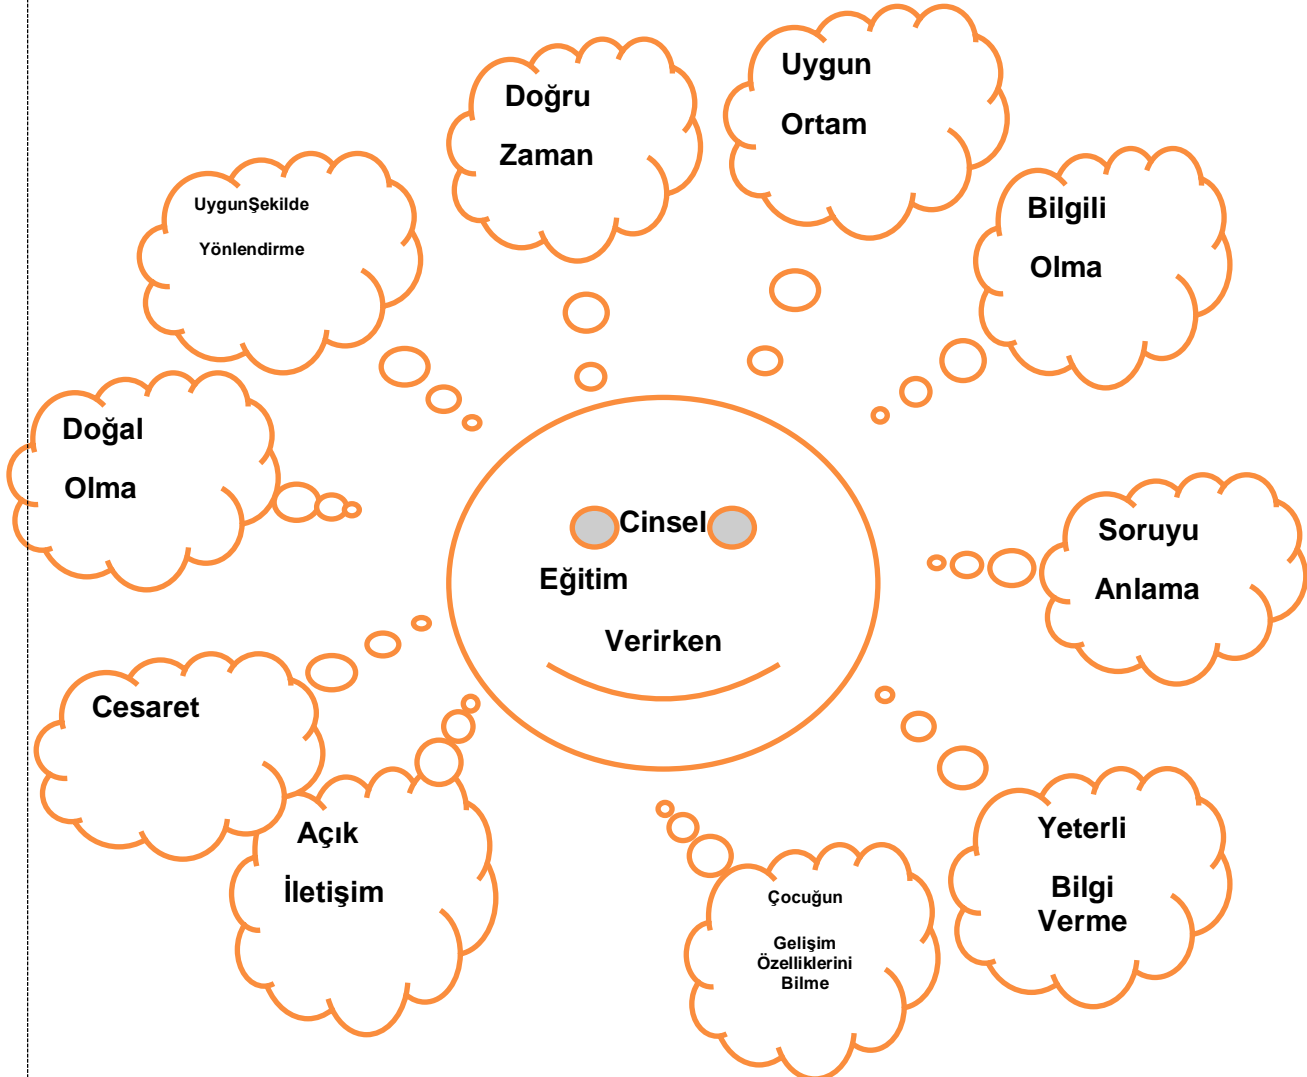 Uygun
Ortam
Doğru
Zaman
UygunŞekilde
Yönlendirme
Bilgili
Olma
Doğal
Olma
Cinsel
Eğitim
Verirken
Soruyu
Anlama
Cesaret
Açık
İletişim
Çocuğun
Gelişim
Özelliklerini
Bilme
Yeterli
Bilgi
Verme